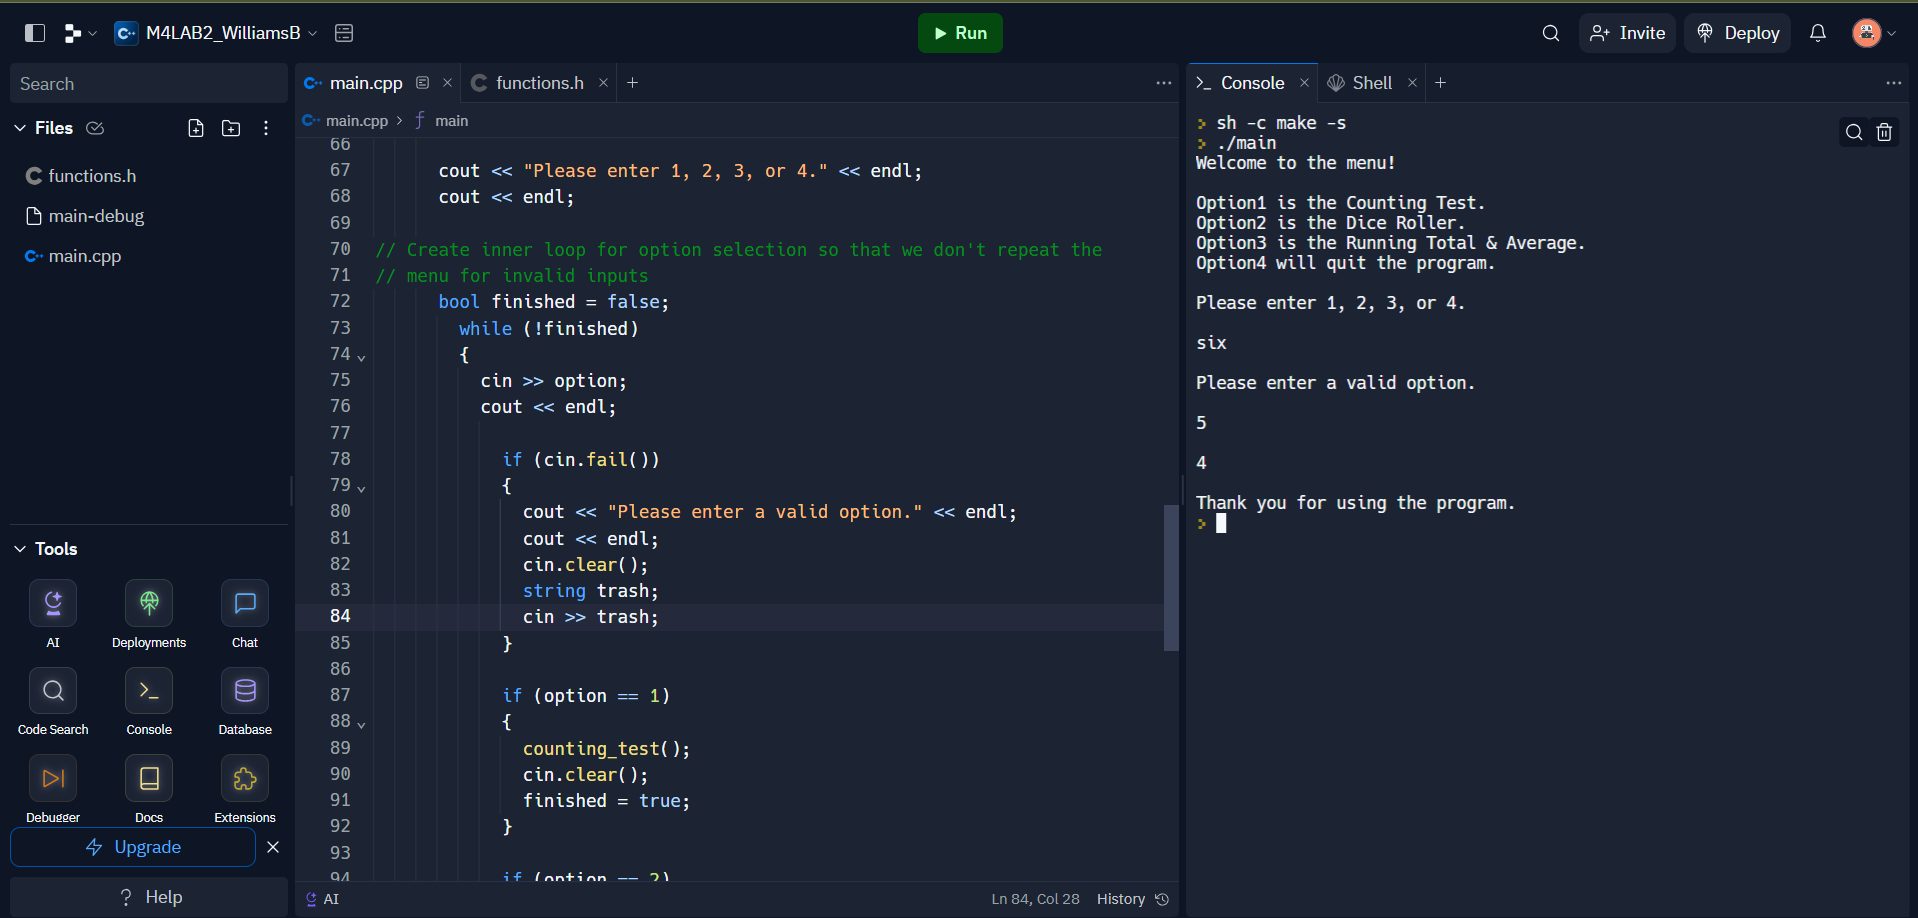 M4LAB2_WilliamsB
Run
Invite
Deploy
Search
Files
functions.h
main-debug
main.cpp
Tools
AI
Deployments
Chat
Code Search
Console
Database
Debugger
Docs
Extensions
Upgrade
? Help
main.cpp
functions.h
main.cpp > f main
66
67 cout << "Please enter 1, 2, 3, or 4." << endl;
68 cout << endl;
69
70 // Create inner loop for option selection so that we don't repeat the
71 // menu for invalid inputs
72 bool finished = false;
73 while (!finished)
74 {
75 cin >> option;
76 cout << endl;
77
78 if (cin.fail())
79 {
80 cout << "Please enter a valid option." << endl;
81 cout << endl;
82 cin.clear();
83 string trash;
84 cin >> trash;
85 }
86
87 if (option == 1)
88 {
89 counting_test();
90 cin.clear();
91 finished = true;
92 }
93
94 if (option == 2)
AI
Ln 84, Col 28
History
Console
Shell
> sh -c make -s
> ./main
Welcome to the menu!
Option1 is the Counting Test.
Option2 is the Dice Roller.
Option3 is the Running Total & Average.
Option4 will quit the program.
Please enter 1, 2, 3, or 4.
six
Please enter a valid option.
5
4
Thank you for using the program.
>